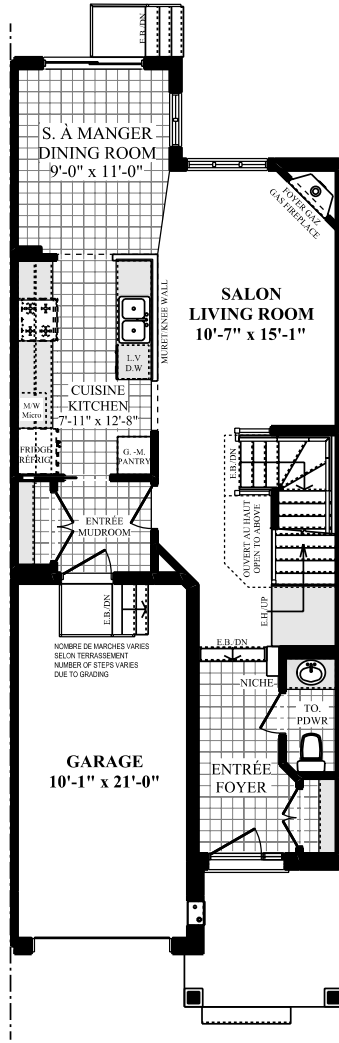 E.B./DN
S. À MANGER
DINING ROOM
9'-0" x 11'-0"
FOYER GAZ
GAS FIREPLACE
MURET/KNEE WALL
SALON
LIVING ROOM
10'-7" x 15'-1"
L.V
D.W
CUISINE
KITCHEN
7'-11" x 12'-8"
M/W
Micro
FRIDGE
RÉFRIG.
G. -M.
PANTRY
E.B./DN
OUVERT AU HAUT
OPEN TO ABOVE
ENTRÉE
MUDROOM
E.B./DN
E.H./UP
NOMBRE DE MARCHES VARIES
SELON TERRASSEMENT
NUMBER OF STEPS VARIES
DUE TO GRADING
E.B./DN
NICHE
TO.
PDWR
GARAGE
10'-1" x 21'-0"
ENTRÉE
FOYER